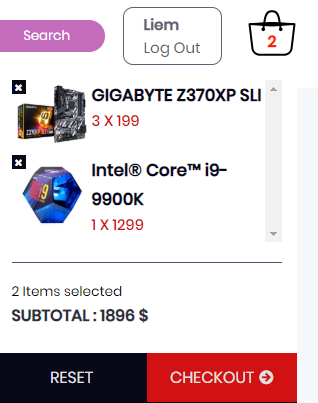 Search
Liem
Log Out
2
GIGABYTE Z370XP SLI
3 X 199
Intel® Core™ i9-
9900K
1 X 1299
2 Items selected
SUBTOTAL : 1896 $
RESET
CHECKOUT